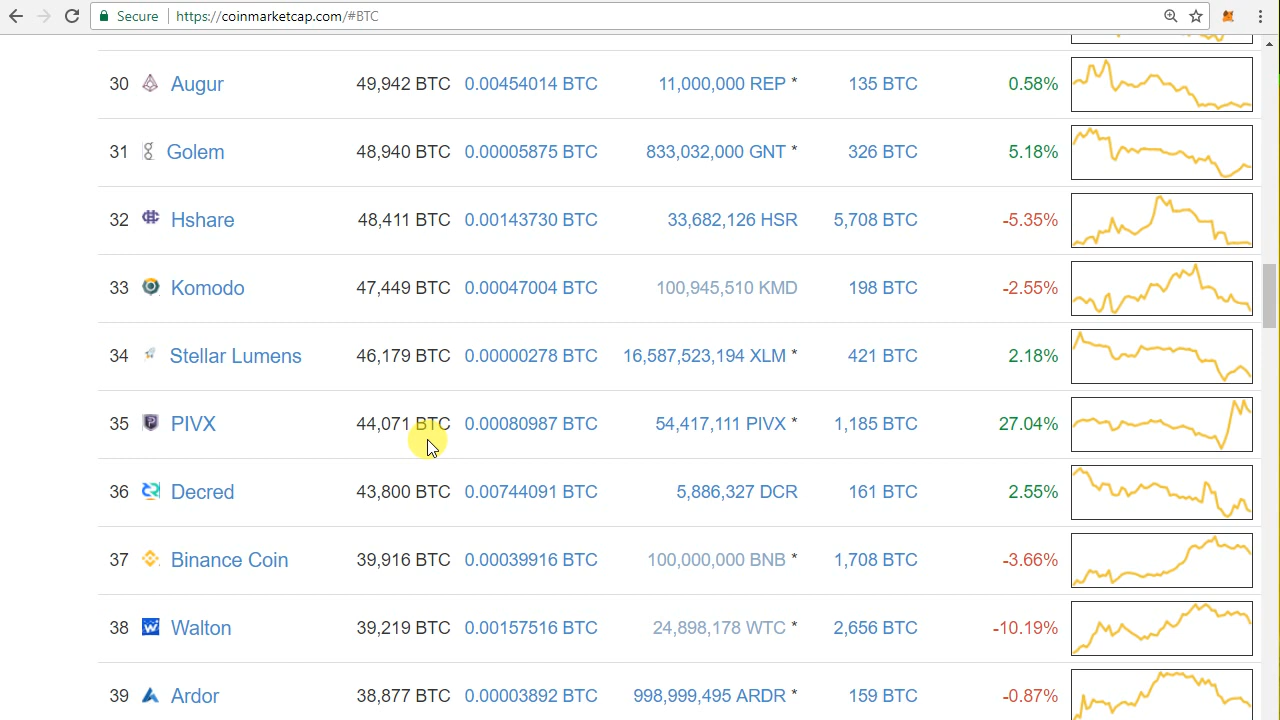 Secure https://coinmarketcap.com/#BTC
30 Augur 49,942 BTC 0.00454014 BTC 11,000,000 REP * 135 BTC 0.58%
31 Golem 48,940 BTC 0.00005875 BTC 833,032,000 GNT * 326 BTC 5.18%
32 Hshare 48,411 BTC 0.00143730 BTC 33,682,126 HSR 5,708 BTC -5.35%
33 Komodo 47,449 BTC 0.00047004 BTC 100,945,510 KMD 198 BTC -2.55%
34 Stellar Lumens 46,179 BTC 0.00000278 BTC 16,587,523,194 XLM * 421 BTC 2.18%
35 PIVX 44,071 BTC 0.00080987 BTC 54,417,111 PIVX * 1,185 BTC 27.04%
36 Decred 43,800 BTC 0.00744091 BTC 5,886,327 DCR 161 BTC 2.55%
37 Binance Coin 39,916 BTC 0.00039916 BTC 100,000,000 BNB * 1,708 BTC -3.66%
38 Walton 39,219 BTC 0.00157516 BTC 24,898,178 WTC * 2,656 BTC -10.19%
39 Ardor 38,877 BTC 0.00003892 BTC 998,999,495 ARDR * 159 BTC -0.87%